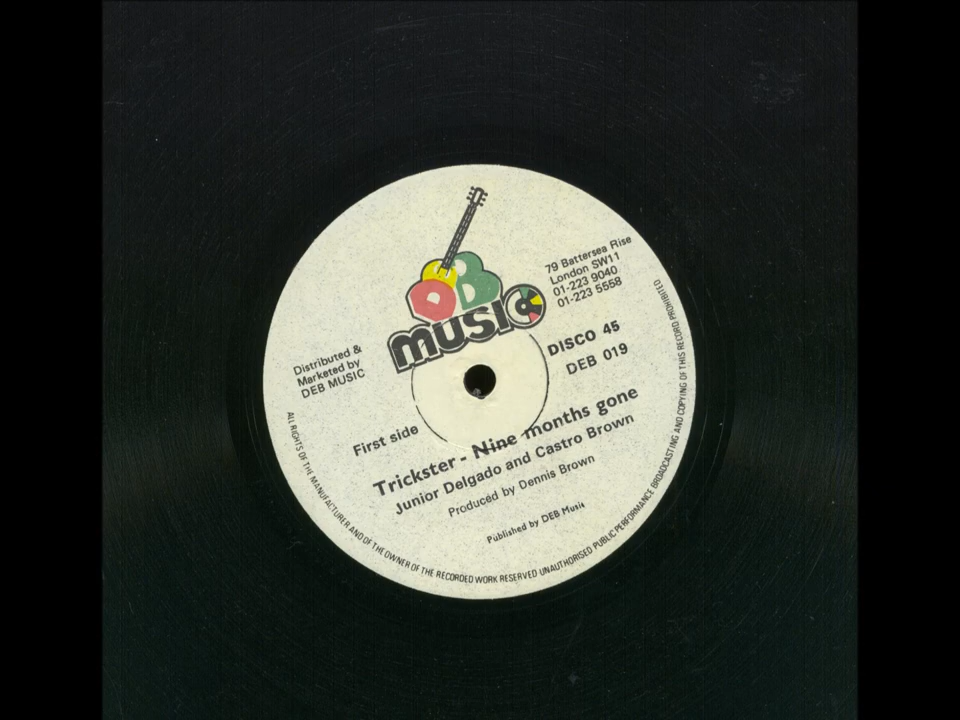 DEB
musIC
79 Battersea Rise
London SW11
01-223 9040
01-223 5558
Distributed &
Marketed by
DEB MUSIC
DISCO 45
DEB 019
First side
Trickster - Nine months gone
Junior Delgado and Castro Brown
Produced by Dennis Brown
Published by DEB Music
ALL RIGHTS OF THE MANUFACTURER AND OF THE OWNER OF THE RECORDED WORK RESERVED UNAUTHORISED PUBLIC PERFORMANCE BROADCASTING AND COPYING OF THIS RECORD PROHIBITED